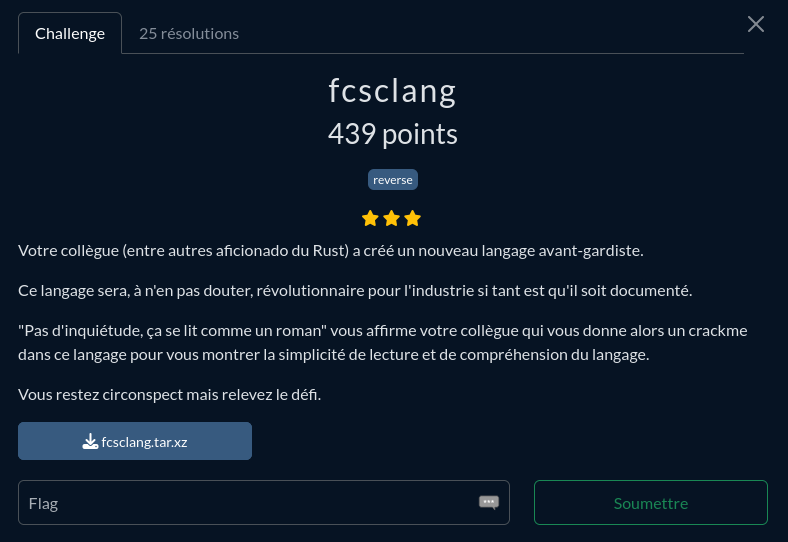 Challenge
25 résolutions
fcsclang
439 points
reverse
Votre collègue (entre autres aficionado du Rust) a créé un nouveau langage avant-gardiste.
Ce langage sera, à n'en pas douter, révolutionnaire pour l'industrie si tant est qu'il soit documenté.
"Pas d'inquiétude, ça se lit comme un roman" vous affirme votre collègue qui vous donne alors un crackme
dans ce langage pour vous montrer la simplicité de lecture et de compréhension du langage.
Vous restez circonspect mais relevez le défi.
fcsclang.tar.xz
Flag
Soumettre